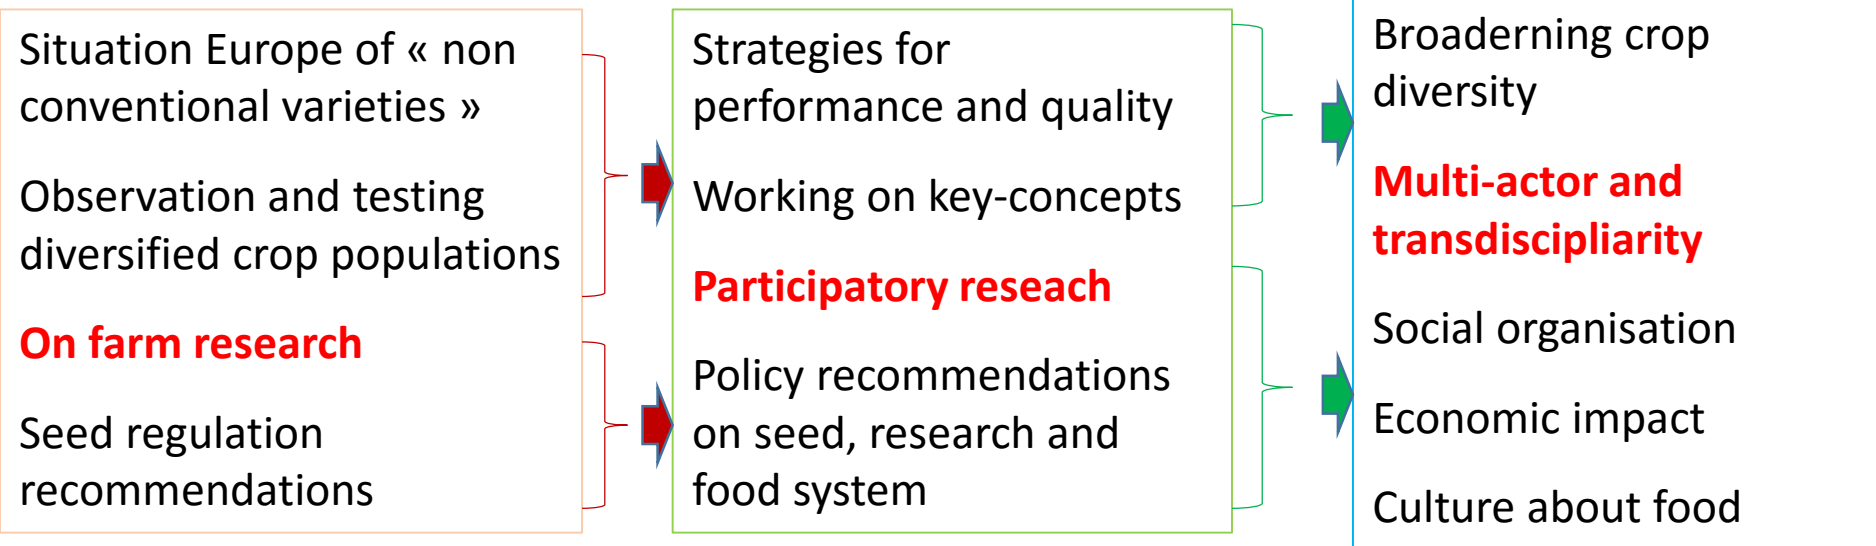 Situation Europe of « non
conventional varieties »
Observation and testing
diversified crop populations
On farm research
Seed regulation
recommendations
Strategies for
performance and quality
Working on key-concepts
Participatory reseach
Policy recommendations
on seed, research and
food system
Broaderning crop
diversity
Multi-actor and
transdiscipliarity
Social organisation
Economic impact
Culture about food